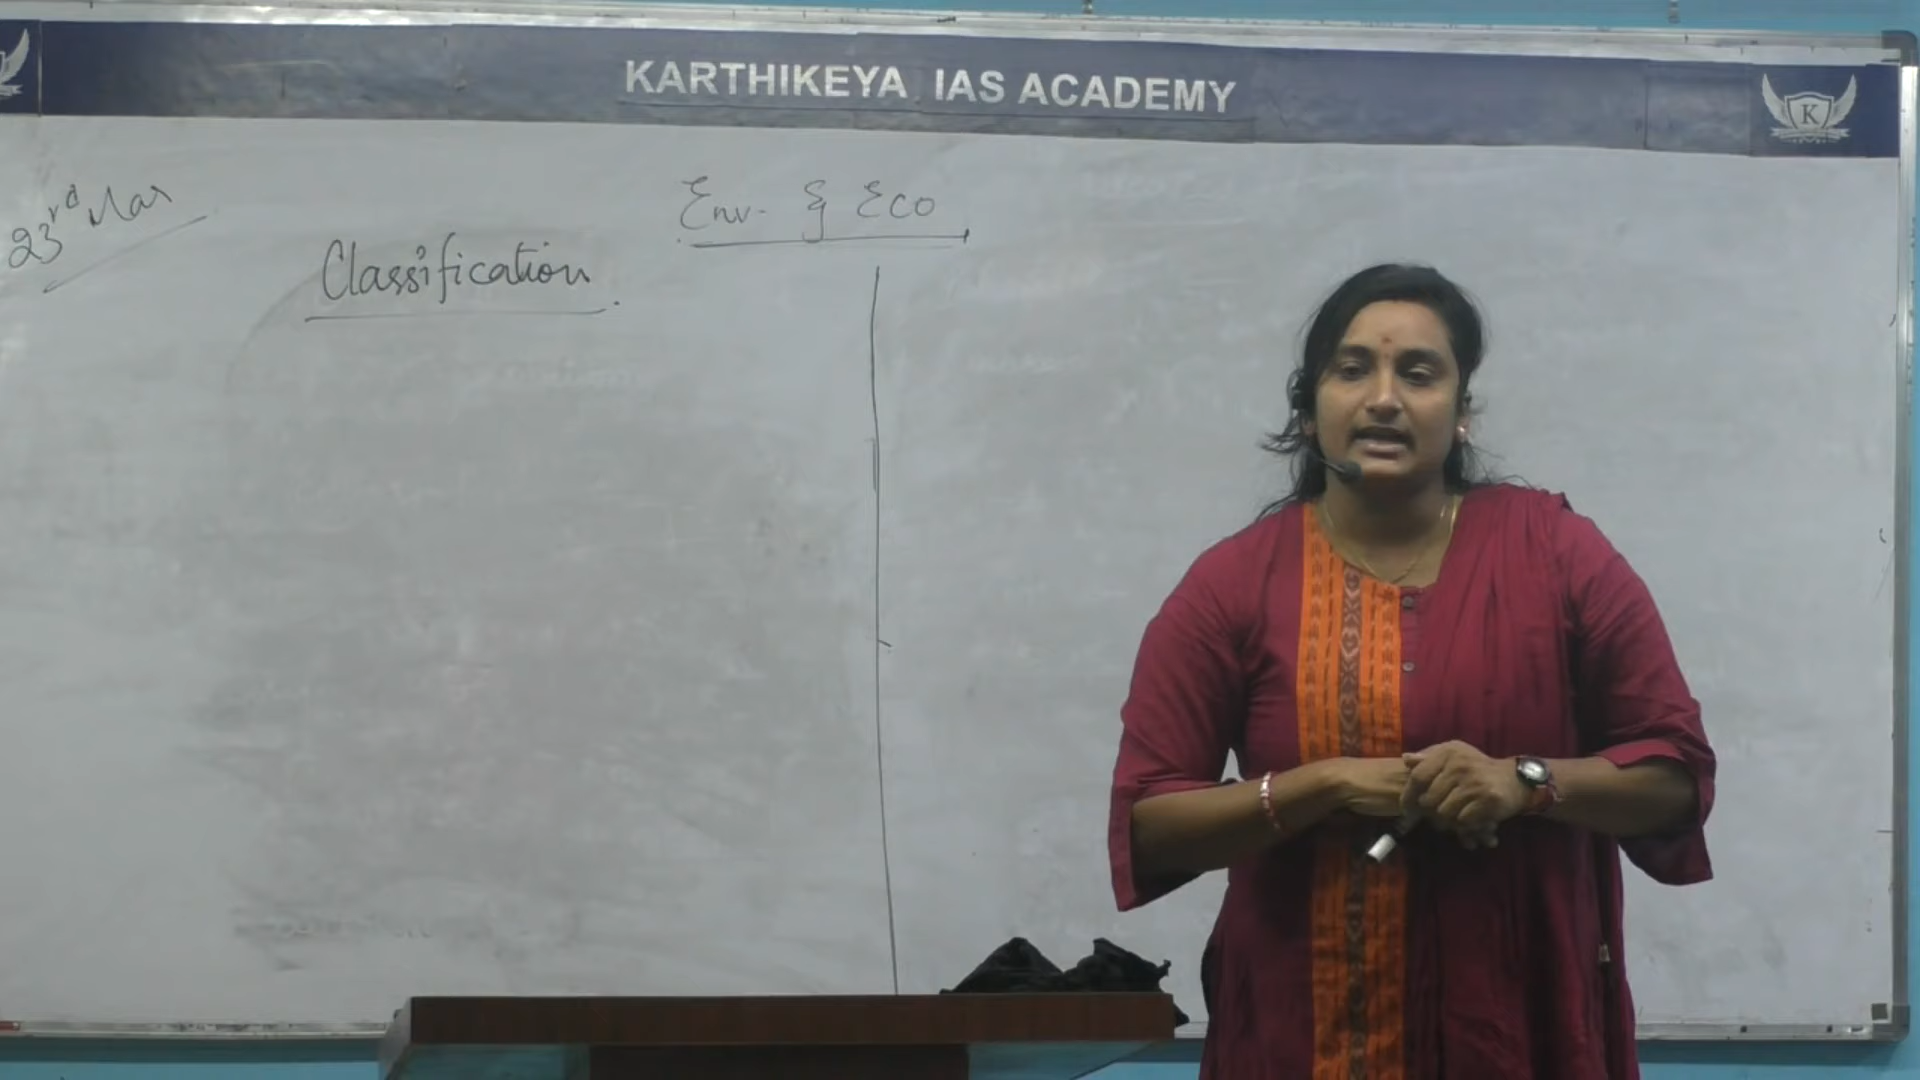 KARTHIKEYA IAS ACADEMY
K
23rd Mar
Env. & Eco
Classification